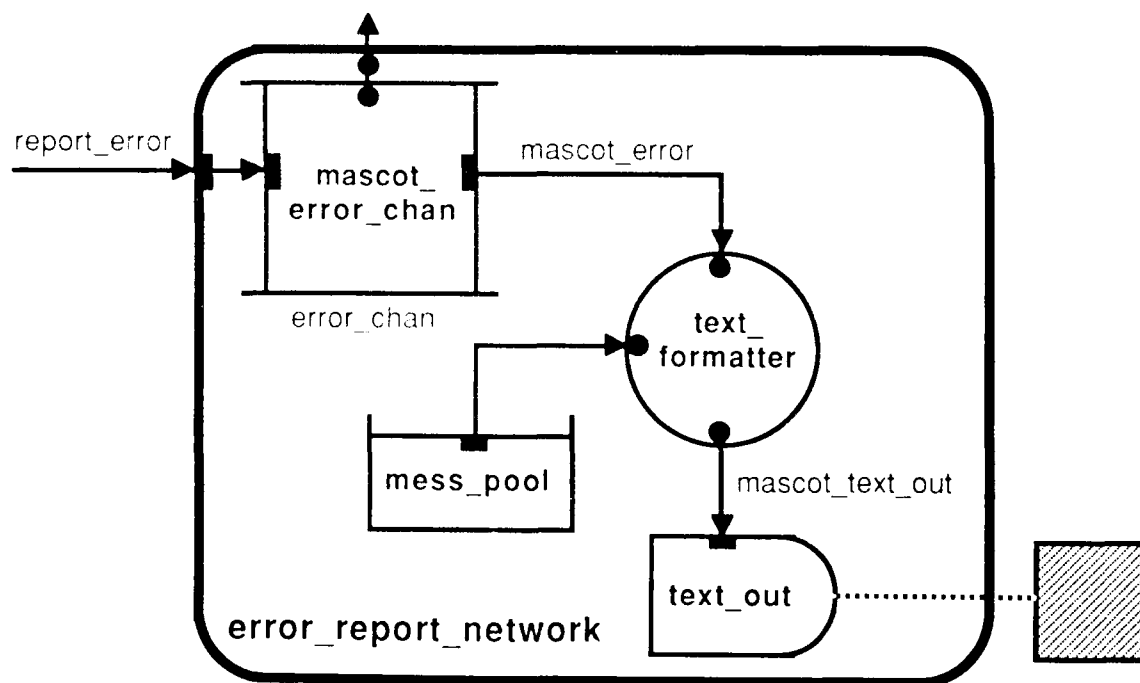 report_error
mascot_error
mascot_
error_chan
error_chan
text_
formatter
mess_pool
mascot_text_out
text_out
error_report_network